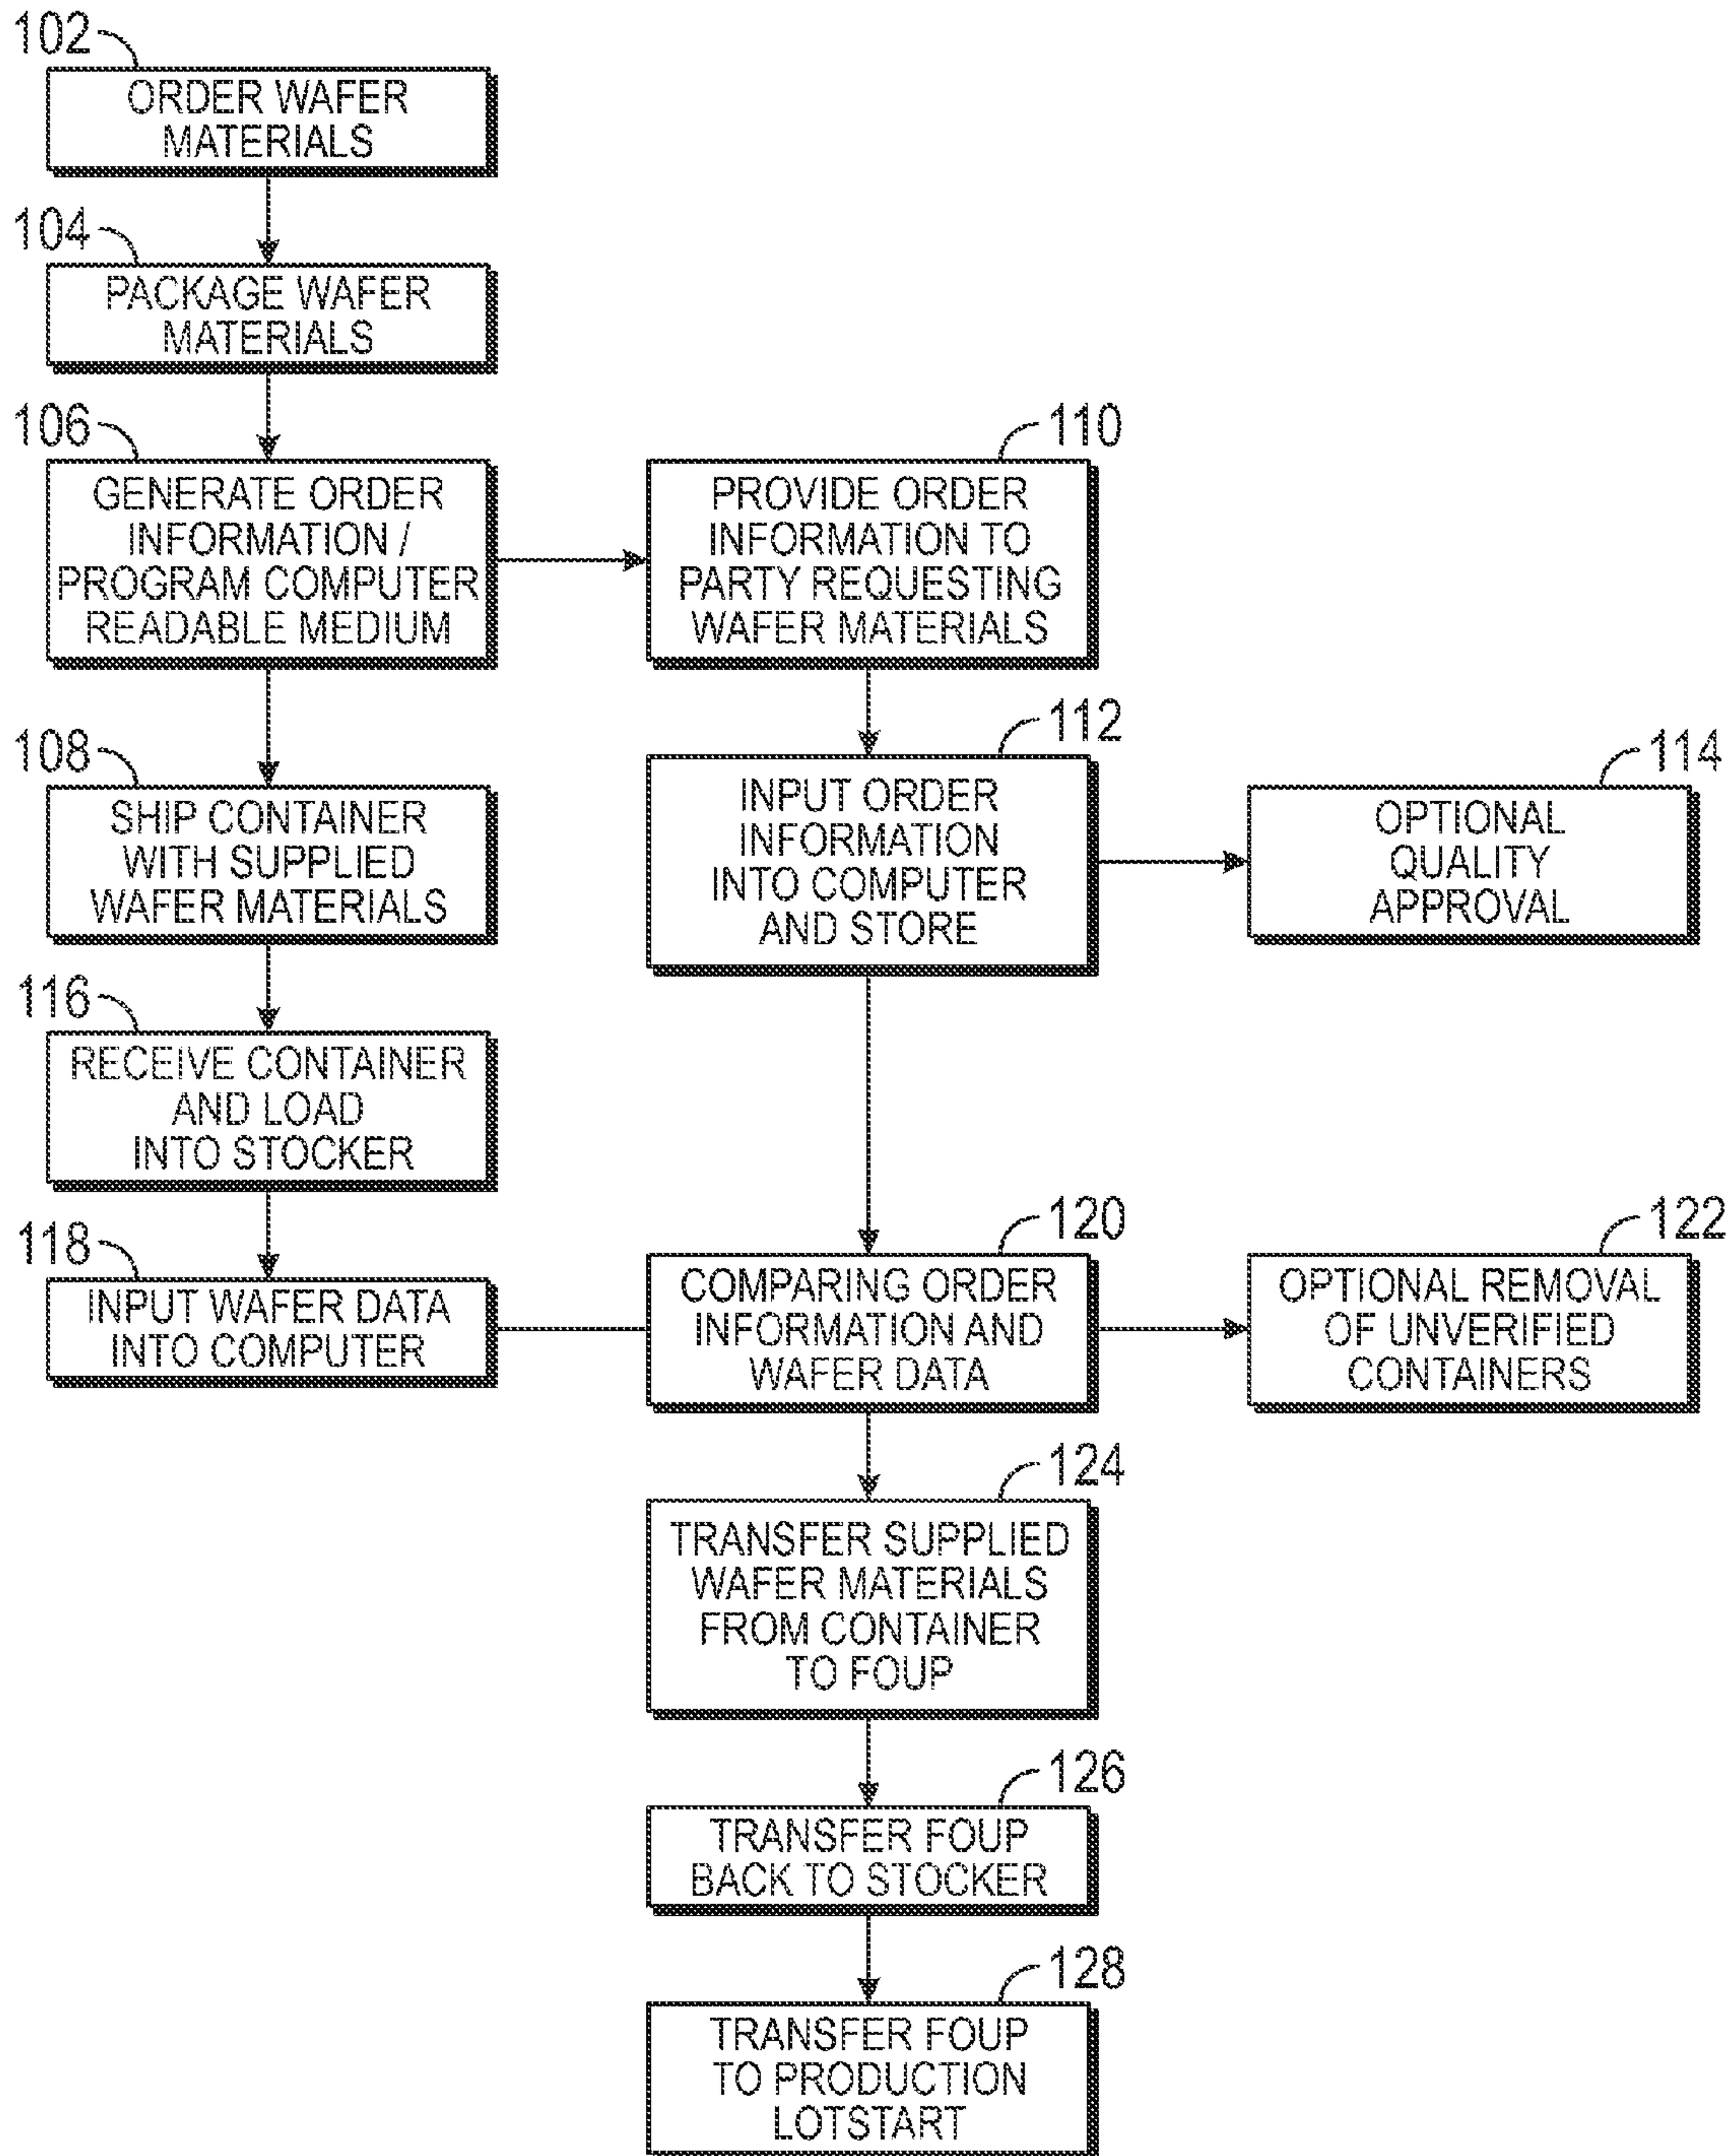 102
ORDER WAFER
MATERIALS
104
PACKAGE WAFER
MATERIALS
106
GENERATE ORDER
INFORMATION /
PROGRAM COMPUTER
READABLE MEDIUM
110
PROVIDE ORDER
INFORMATION TO
PARTY REQUESTING
WAFER MATERIALS
108
SHIP CONTAINER
WITH SUPPLIED
WAFER MATERIALS
112
INPUT ORDER
INFORMATION
INTO COMPUTER
AND STORE
114
OPTIONAL
QUALITY
APPROVAL
116
RECEIVE CONTAINER
AND LOAD
INTO STOCKER
118
INPUT WAFER DATA
INTO COMPUTER
120
COMPARING ORDER
INFORMATION AND
WAFER DATA
122
OPTIONAL REMOVAL
OF UNVERIFIED
CONTAINERS
124
TRANSFER SUPPLIED
WAFER MATERIALS
FROM CONTAINER
TO FOUP
126
TRANSFER FOUP
BACK TO STOCKER
128
TRANSFER FOUP
TO PRODUCTION
LOTSTART